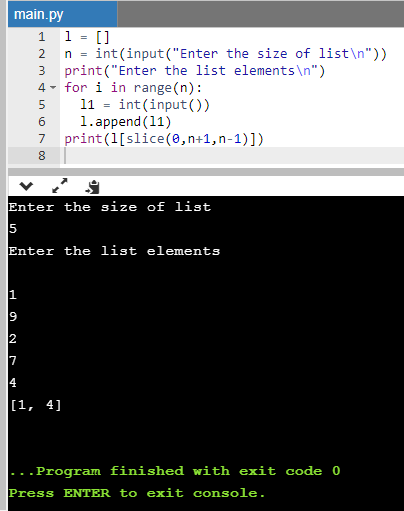 main.py
1 l = []
2 n = int(input("Enter the size of list\n"))
3 print("Enter the list elements\n")
4 for i in range(n):
5 l1 = int(input())
6 l.append(l1)
7 print(l[slice(0,n+1,n-1)])
8
Enter the size of list
5
Enter the list elements
1
9
2
7
4
[1, 4]
...Program finished with exit code 0
Press ENTER to exit console.